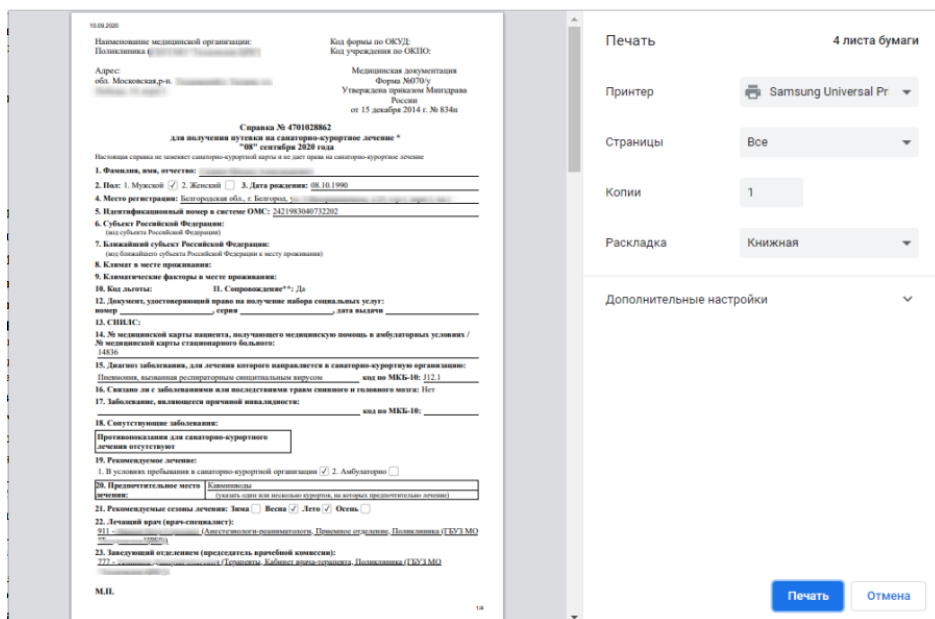 10.09.2020
Наименование медицинской организации:
Поликлиника (
Код формы по ОКУД:
Код учреждения по ОКПО:
Адрес:
обл. Московская,р-н.
Медицинская документация
Форма №070/у
Утверждена приказом Минздрава
России
от 15 декабря 2014 г. № 834н
Справка № 4701028862
для получения путевки на санаторно-курортное лечение *
"08" сентября 2020 года
Настоящая справка не заменяет санаторно-курортной карты и не дает права на санаторно-курортное лечение
1. Фамилия, имя, отчество:
2. Пол: 1. Мужской ✓ 2. Женский 3. Дата рождения: 08.10.1990
4. Место регистрации: Белгородская обл., г. Белгород,
5. Идентификационный номер в системе ОМС: 2421983040732202
6. Субъект Российской Федерации:
(код субъекта Российской Федерации)
7. Ближайший субъект Российской Федерации:
(код ближайшего субъекта Российской Федерации к месту проживания)
8. Климат в месте проживания:
9. Климатические факторы в месте проживания:
10. Код льготы: 11. Сопровождение**: Да
12. Документ, удостоверяющий право на получение набора социальных услуг:
номер , серия , дата выдачи
13. СНИЛС:
14. № медицинской карты пациента, получающего медицинскую помощь в амбулаторных условиях /
№ медицинской карты стационарного больного:
14836
15. Диагноз заболевания, для лечения которого направляется в санаторно-курортную организацию:
Пневмония, вызванная респираторным синцитиальным вирусом код по МКБ-10: J12.1
16. Связано ли с заболеваниями или последствиями травм спинного и головного мозга: Нет
17. Заболевание, являющееся причиной инвалидности:
код по МКБ-10:
18. Сопутствующие заболевания:
Противопоказания для санаторно-курортного
лечения отсутствуют
19. Рекомендуемое лечение:
1. В условиях пребывания в санаторно-курортной организации ✓ 2. Амбулаторно
20. Предпочтительное место Кавминводы
лечения: (указать один или несколько курортов, на которых предпочтительно лечение)
21. Рекомендуемые сезоны лечения: Зима Весна ✓ Лето ✓ Осень
22. Лечащий врач (врач-специалист):
911 - (Анестезиологи-реаниматологи, Приемное отделение, Поликлиника (ГБУЗ МО
23. Заведующий отделением (председатель врачебной комиссии):
777 - (Терапевты, Кабинет врача-терапевта, Поликлиника (ГБУЗ МО
М.П.
1/4
Печать 4 листа бумаги
Принтер Samsung Universal Pri
Страницы Все
Копии 1
Раскладка Книжная
Дополнительные настройки
Печать Отмена